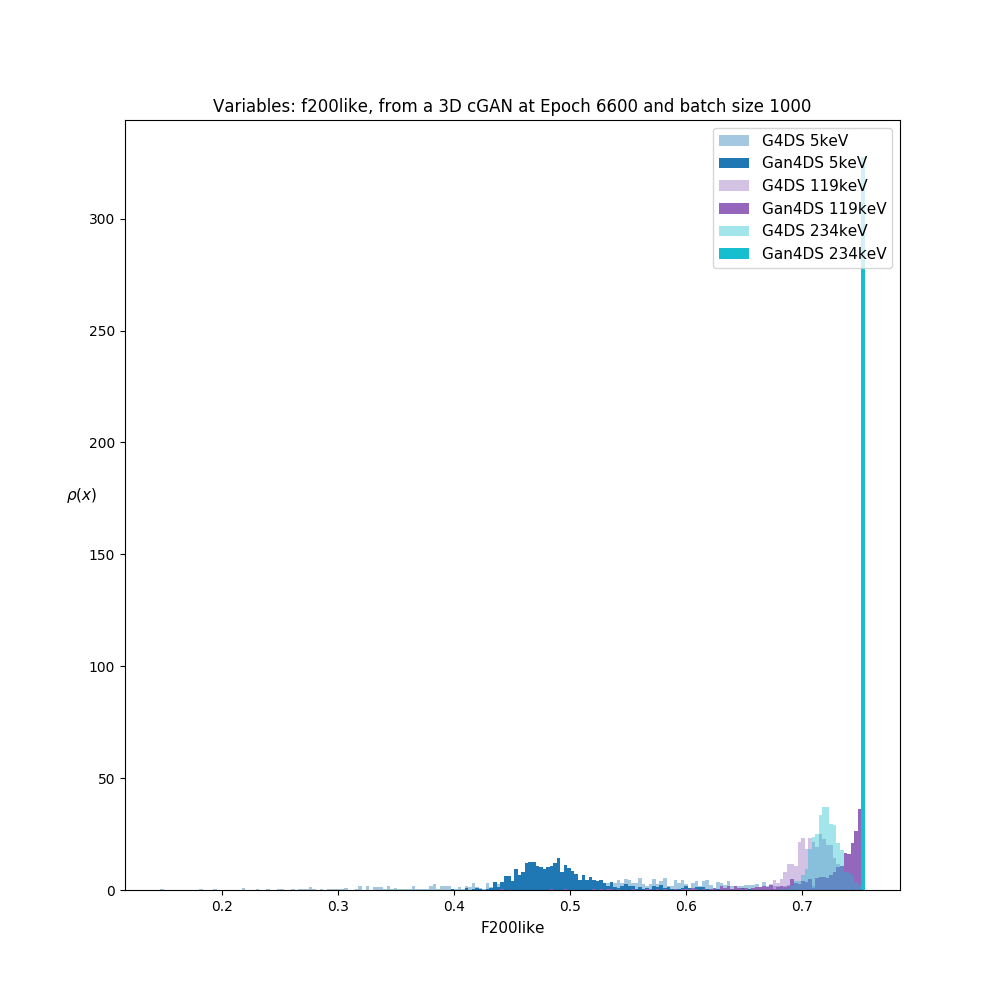 Variables: f200like, from a 3D cGAN at Epoch 6600 and batch size 1000
G4DS 5keV
Gan4DS 5keV
G4DS 119keV
Gan4DS 119keV
G4DS 234keV
Gan4DS 234keV
300
250
200
ρ(x)
150
100
50
0
0.2 0.3 0.4 0.5 0.6 0.7
F200like